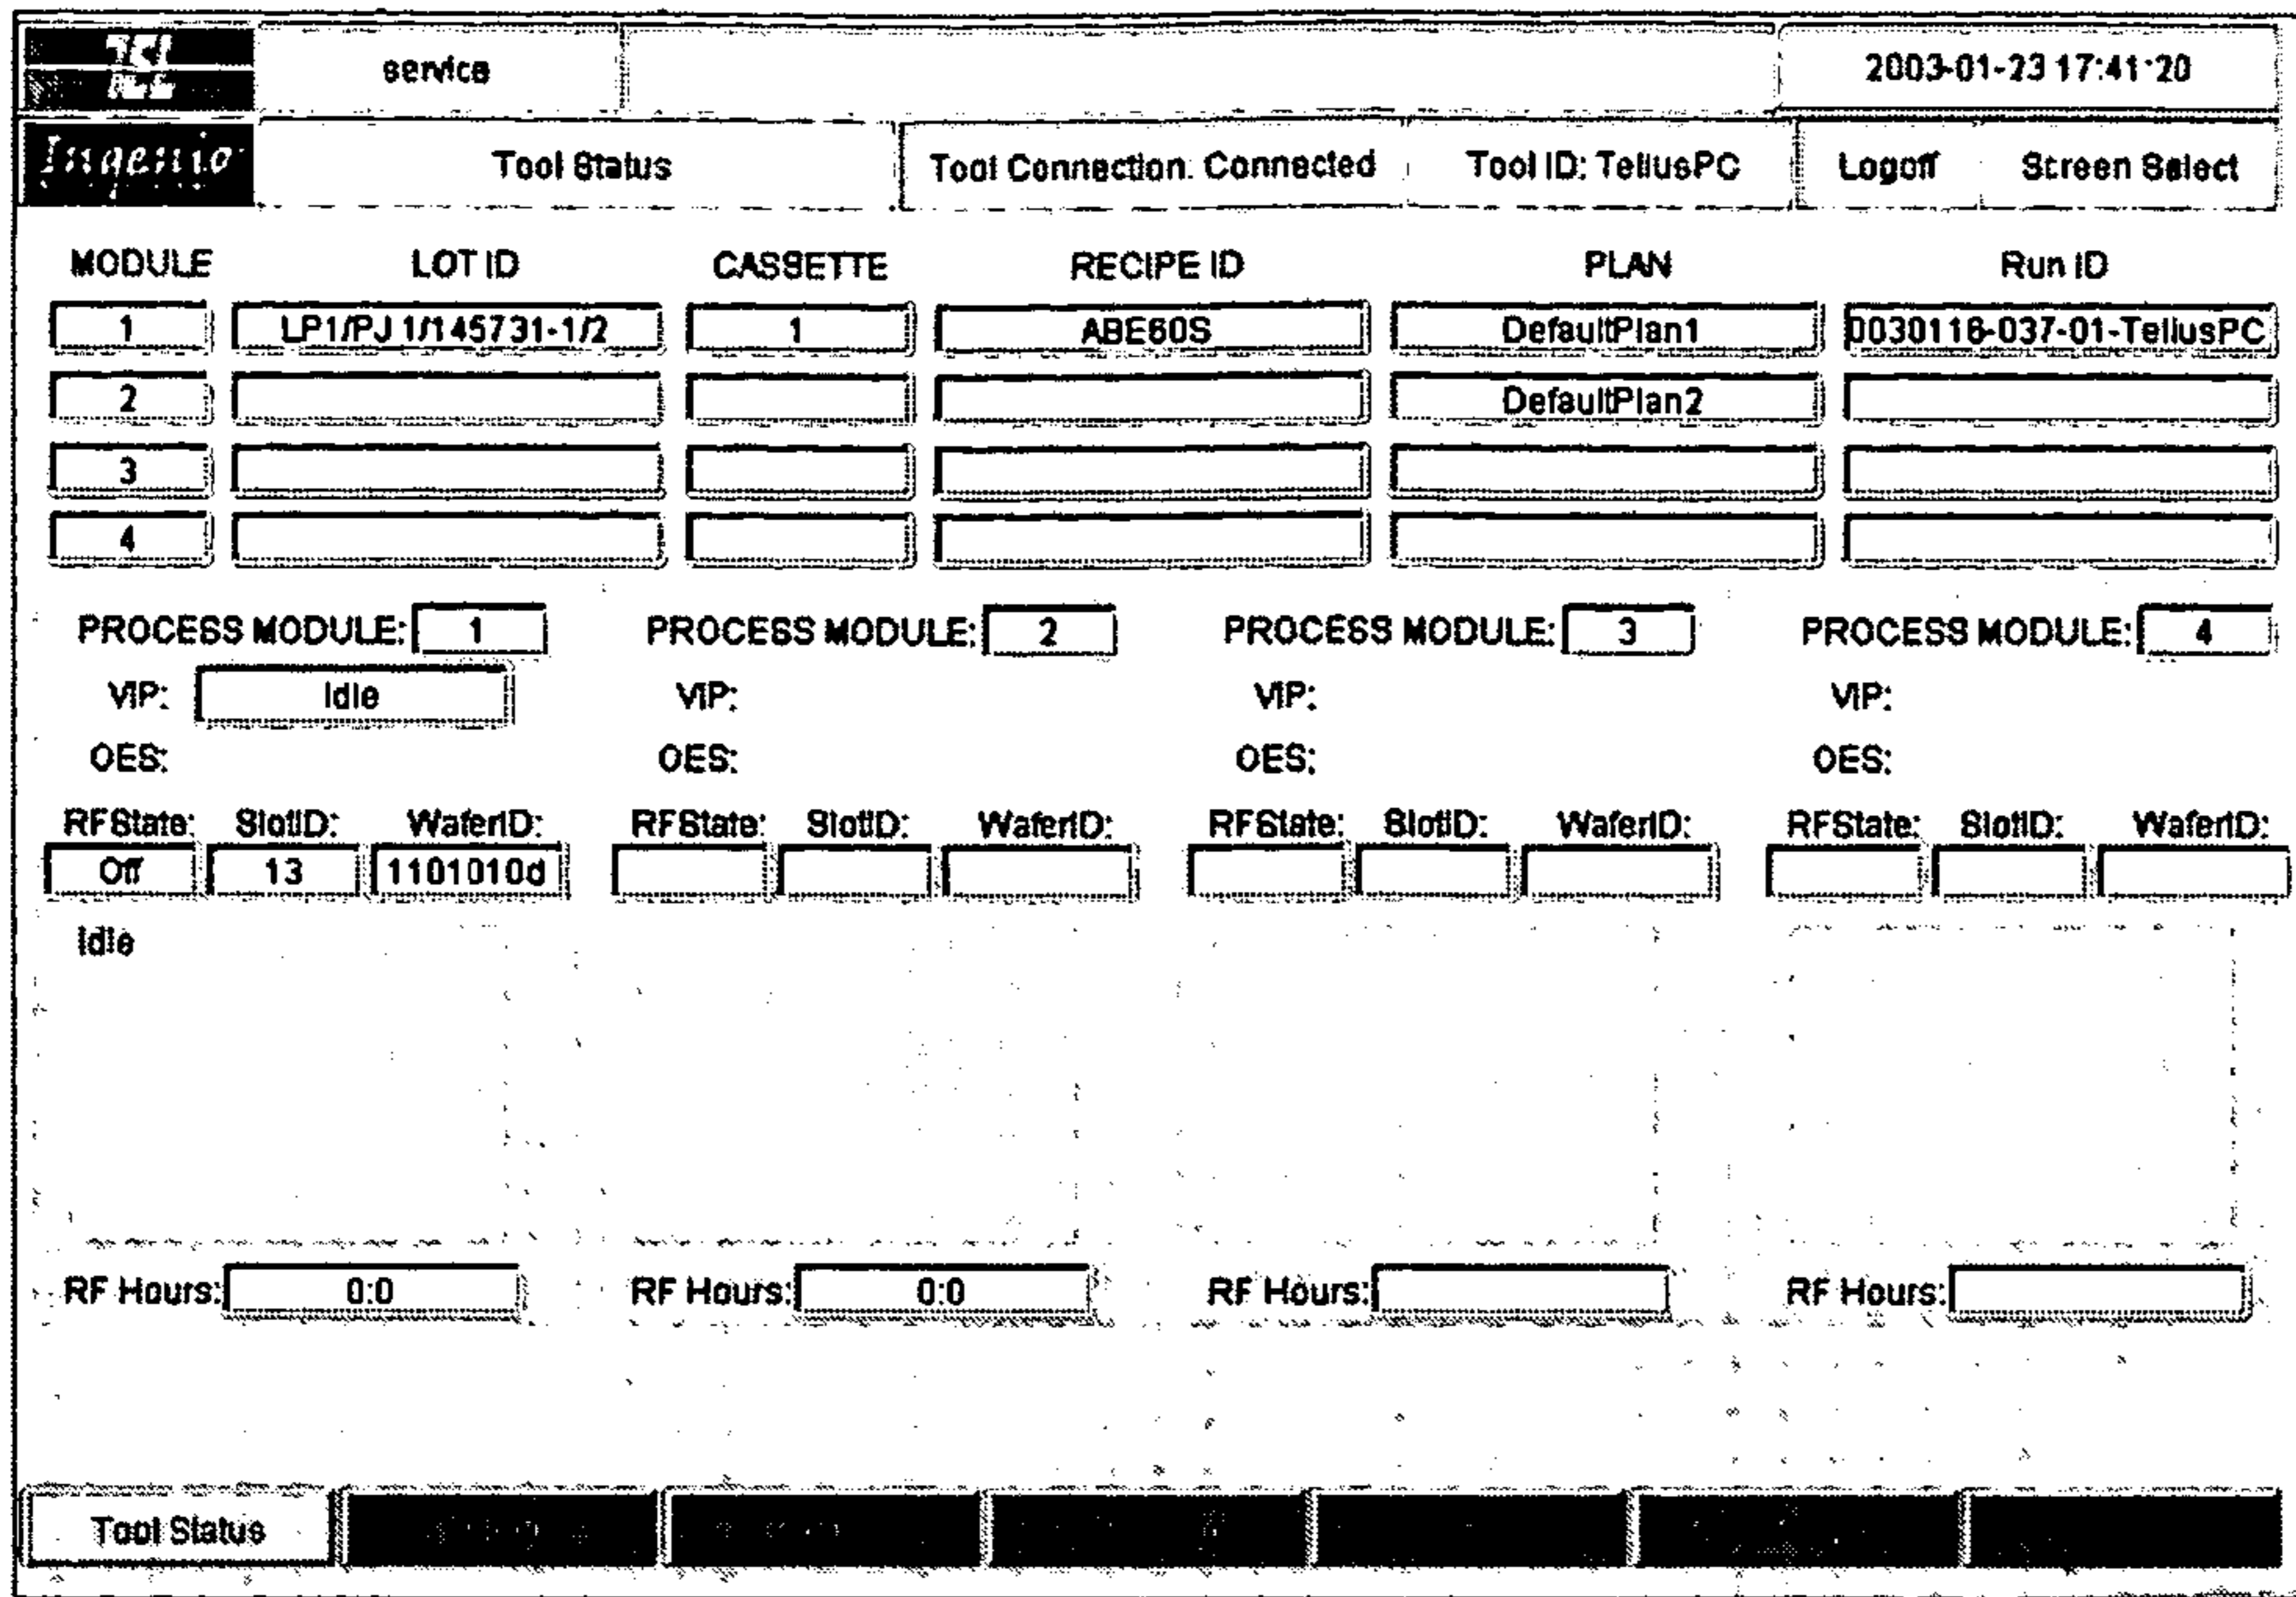 service 2003-01-23 17:41:20
Ingenio Tool Status Tool Connection: Connected Tool ID: TeliusPC Logoff Screen Select
MODULE LOT ID CASSETTE RECIPE ID PLAN Run ID
1 LP1/PJ 1/145731-1/2 1 ABE60S DefaultPlan1 0030116-037-01-TeliusPC
2 DefaultPlan2
3
4
PROCESS MODULE: 1 PROCESS MODULE: 2 PROCESS MODULE: 3 PROCESS MODULE: 4
VIP: Idle VIP: VIP: VIP:
OES: OES: OES: OES:
RFState: SlotID: WaferID: RFState: SlotID: WaferID: RFState: SlotID: WaferID: RFState: SlotID: WaferID:
Off 13 1101010d
Idle
RF Hours: 0:0 RF Hours: 0:0 RF Hours: RF Hours:
Tool Status